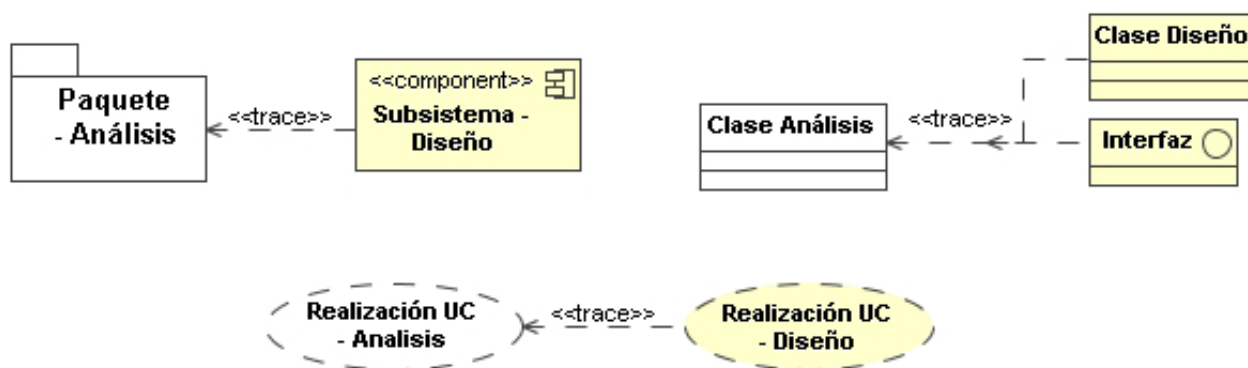 Paquete
- Análisis
<<trace>>
<<component>>
Subsistema -
Diseño
Clase Análisis
<<trace>>
Clase Diseño
Interfaz
Realización UC
- Analisis
<<trace>>
Realización UC
- Diseño